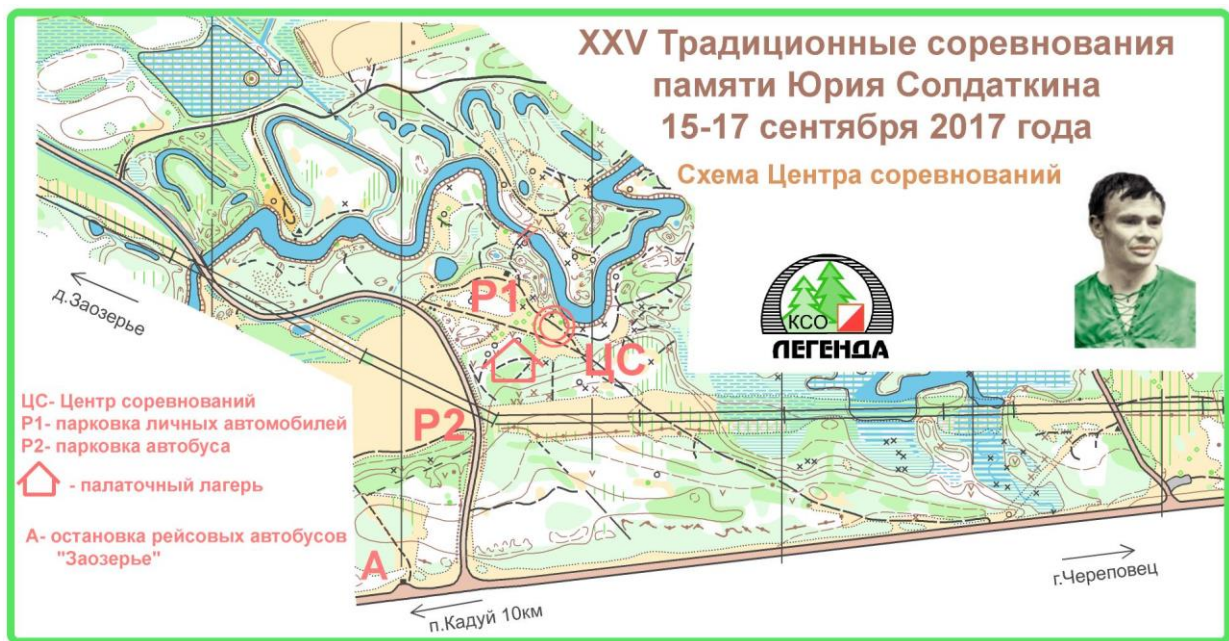 XXV Традиционные соревнования
памяти Юрия Солдаткина
15-17 сентября 2017 года
Схема Центра соревнований
КСО
ЛЕГЕНДА
д.Заозерье
P1
ЦС
P2
ЦС- Центр соревнований
P1- парковка личных автомобилей
P2- парковка автобуса
- палаточный лагерь
А- остановка рейсовых автобусов
"Заозерье"
А
п.Кадуй 10км
г.Череповец